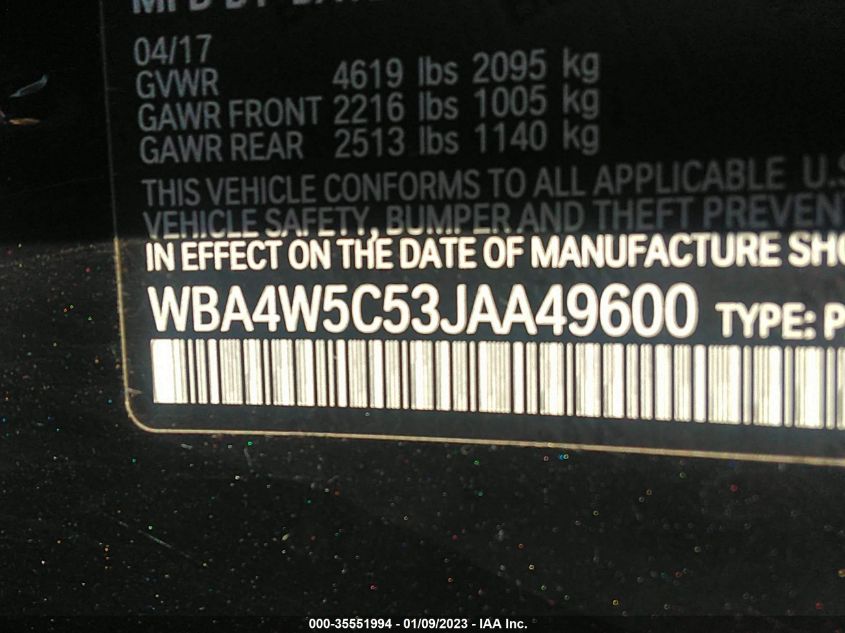 04/17
GVWR 4619 lbs 2095 kg
GAWR FRONT 2216 lbs 1005 kg
GAWR REAR 2513 lbs 1140 kg
THIS VEHICLE CONFORMS TO ALL APPLICABLE U.S
VEHICLE SAFETY, BUMPER AND THEFT PREVEN
IN EFFECT ON THE DATE OF MANUFACTURE SHO
WBA4W5C53JAA49600 TYPE: P
000-35551994 - 01/09/2023 - IAA Inc.